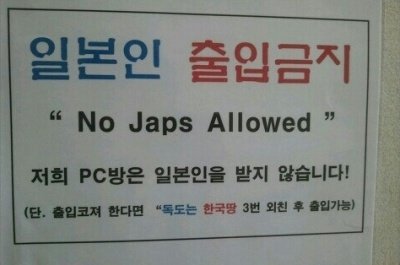 일본인 출입금지
“ No Japs Allowed ”
저희 PC방은 일본인을 받지 않습니다!
(단. 출입코져 한다면 “독도는 한국땅 3번 외친 후 출입가능)